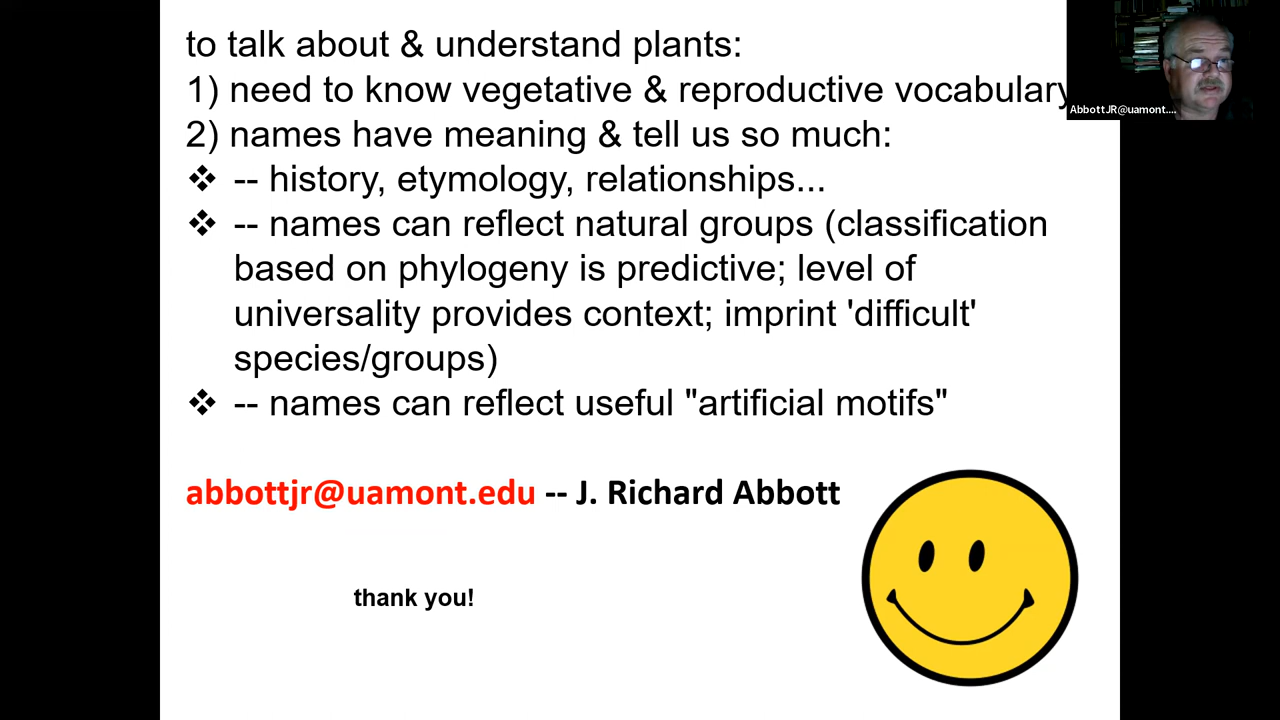 to talk about & understand plants:
1) need to know vegetative & reproductive vocabulary
2) names have meaning & tell us so much:
❖ -- history, etymology, relationships...
❖ -- names can reflect natural groups (classification
based on phylogeny is predictive; level of
universality provides context; imprint 'difficult'
species/groups)
❖ -- names can reflect useful "artificial motifs"
abbottjr@uamont.edu -- J. Richard Abbott
thank you!
AbbottJR@uamont....